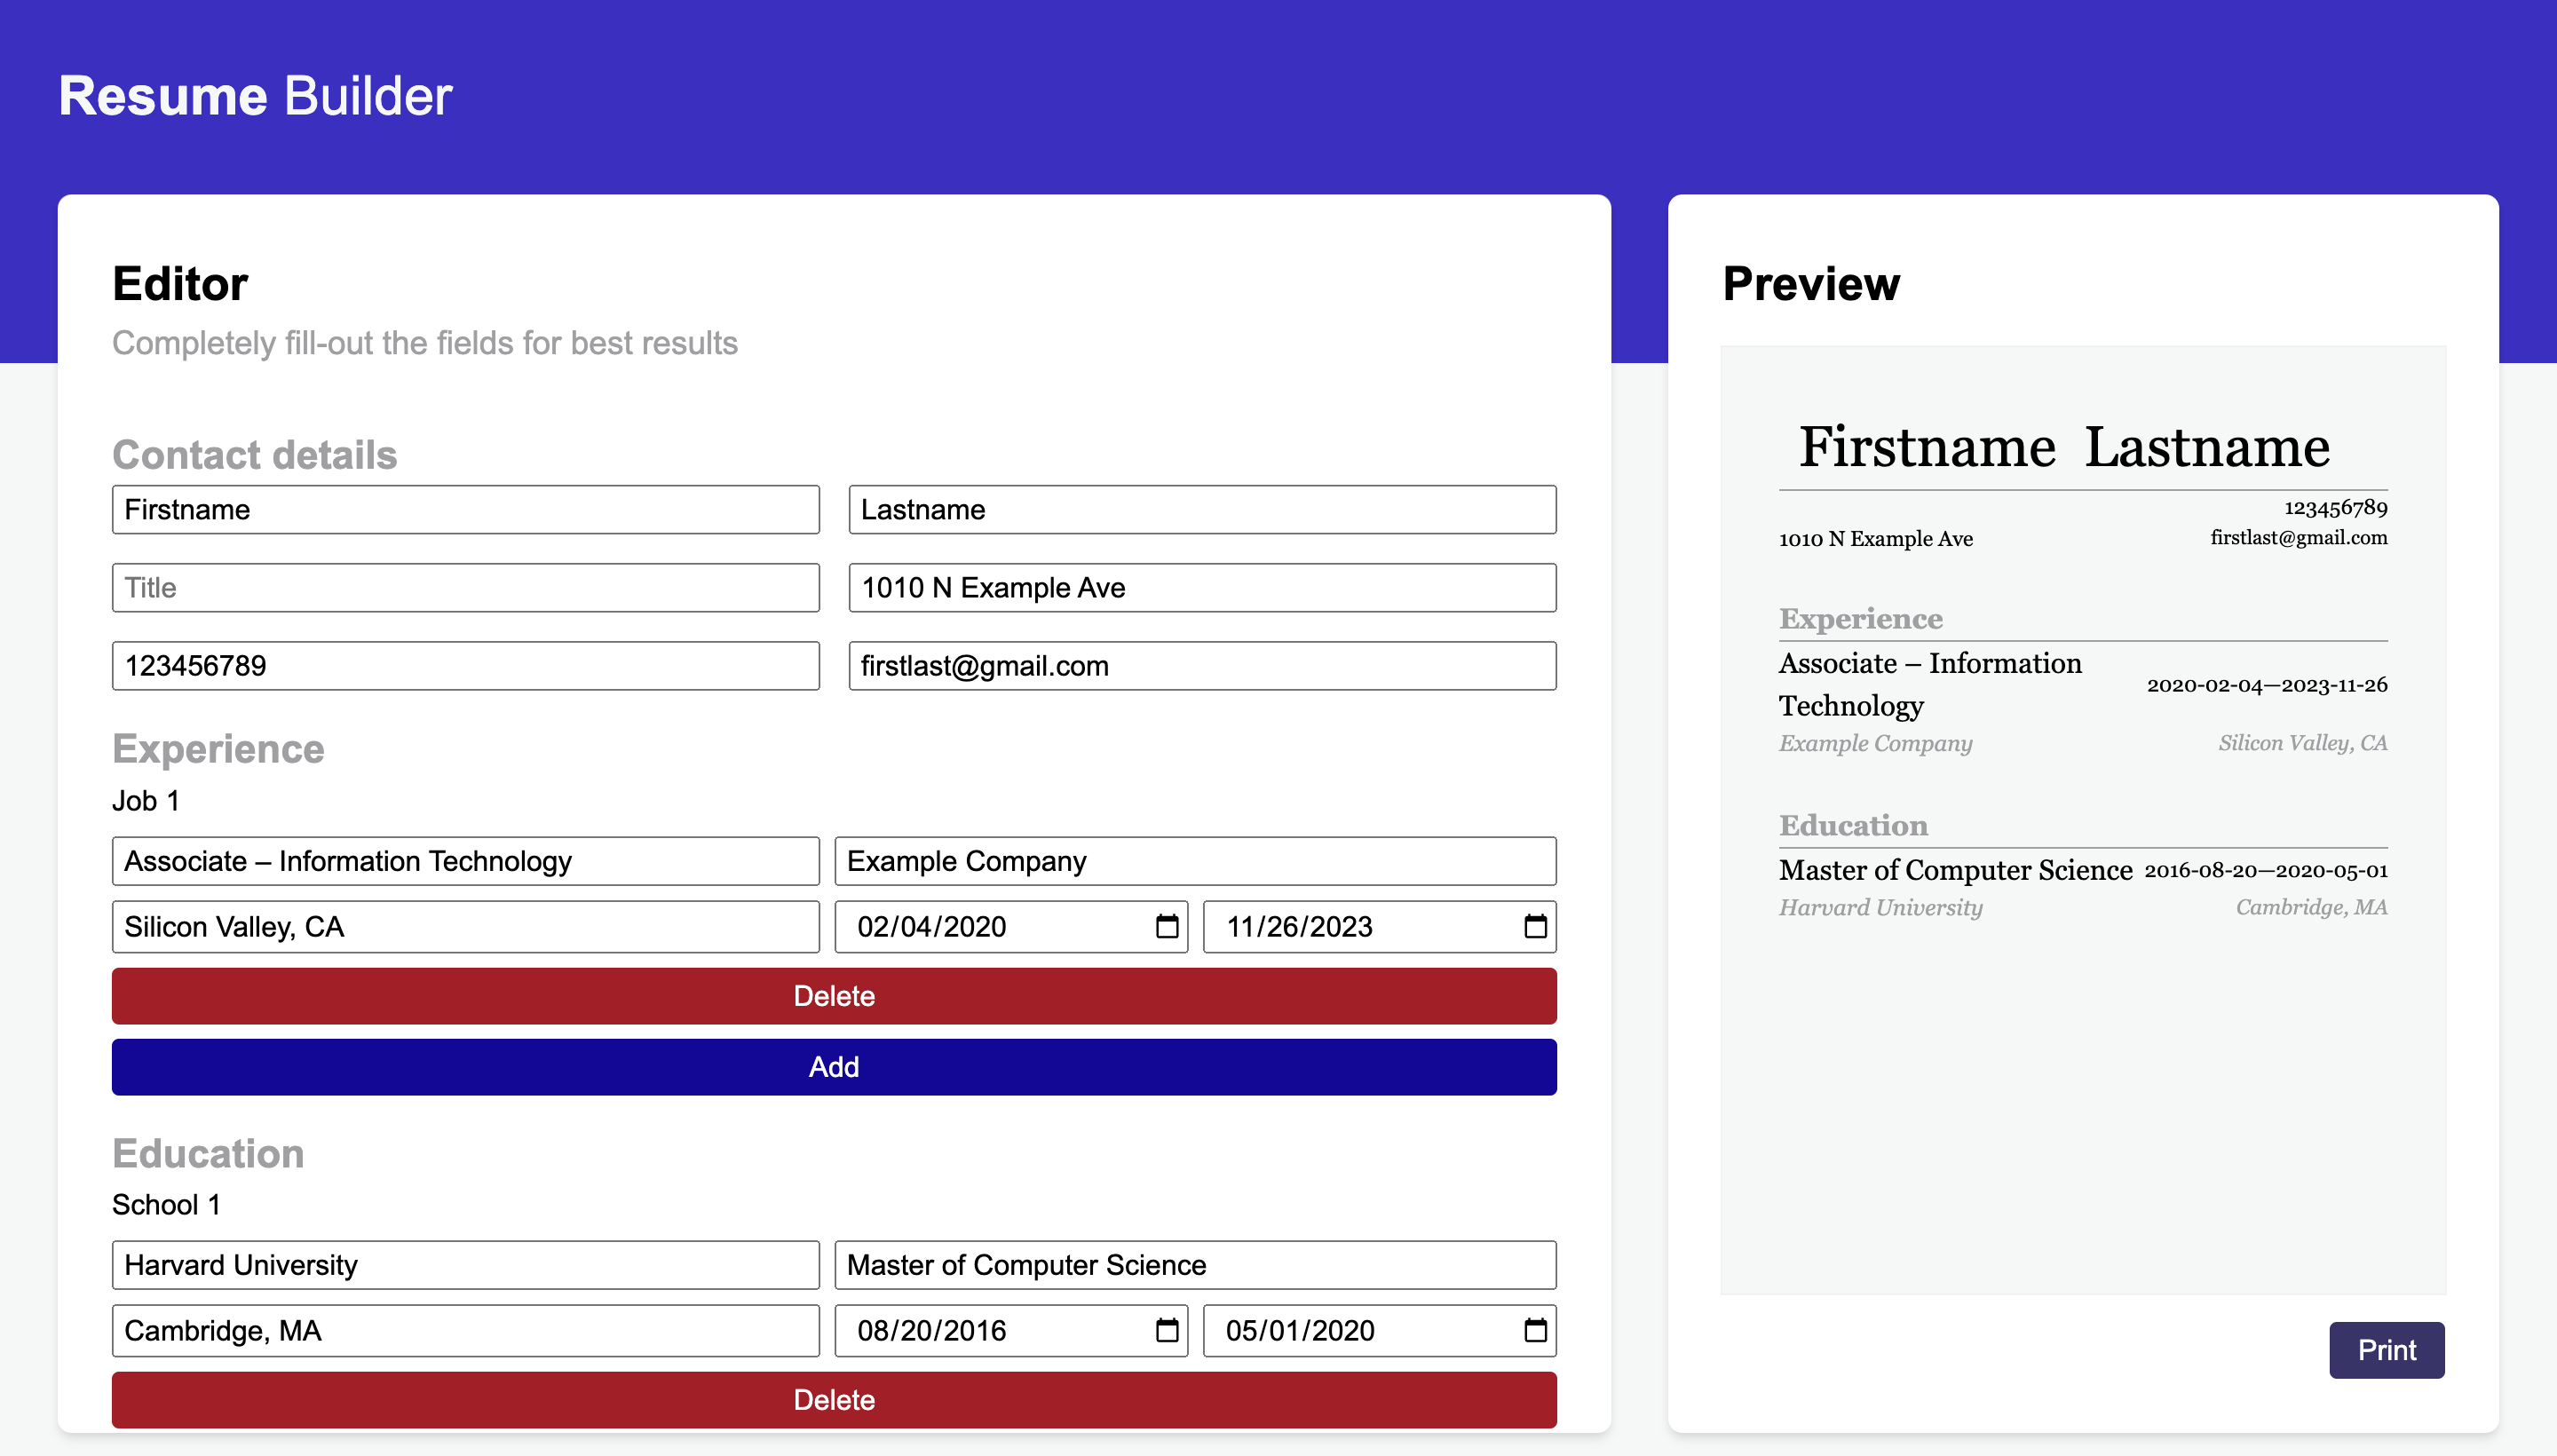 Resume Builder
Editor
Completely fill-out the fields for best results
Contact details
Firstname
Lastname
Title
1010 N Example Ave
123456789
firstlast@gmail.com
Experience
Job 1
Associate – Information Technology
Example Company
Silicon Valley, CA
02/04/2020
11/26/2023
Delete
Add
Education
School 1
Harvard University
Master of Computer Science
Cambridge, MA
08/20/2016
05/01/2020
Delete
Preview
Firstname Lastname
123456789
1010 N Example Ave
firstlast@gmail.com
Experience
Associate – Information
Technology
2020-02-04—2023-11-26
Example Company
Silicon Valley, CA
Education
Master of Computer Science
2016-08-20—2020-05-01
Harvard University
Cambridge, MA
Print